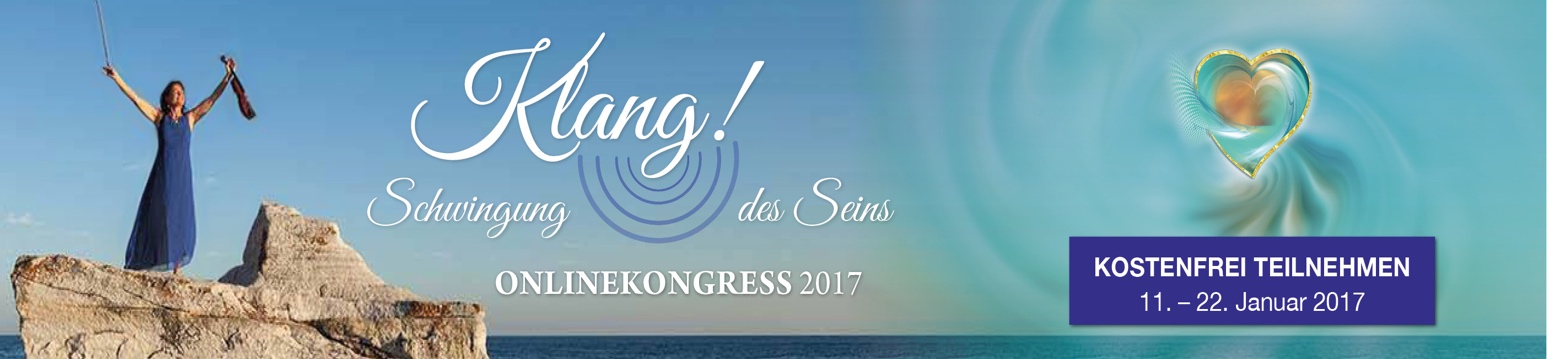 Klang!
Schwingung des Seins
ONLINEKONGRESS 2017
KOSTENFREI TEILNEHMEN
11. – 22. Januar 2017